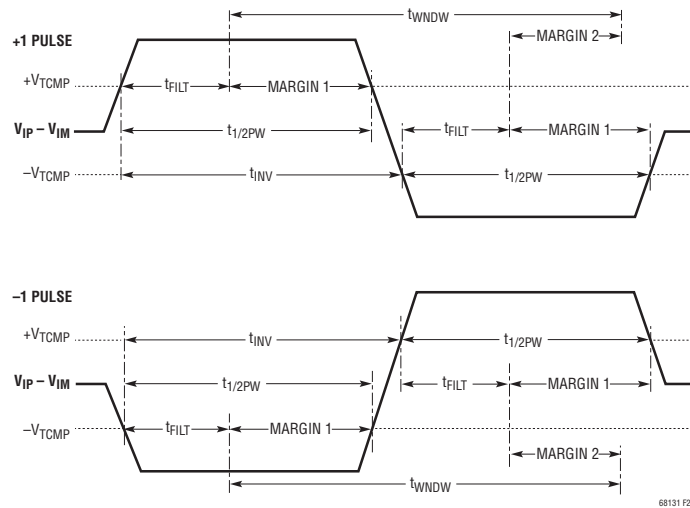 tWNDW
+1 PULSE
MARGIN 2
+VTCMP
tFILT
MARGIN 1
VIP – VIM
t1/2PW
tFILT
MARGIN 1
–VTCMP
tINV
t1/2PW
–1 PULSE
+VTCMP
tINV
t1/2PW
VIP – VIM
t1/2PW
tFILT
MARGIN 1
–VTCMP
tFILT
MARGIN 1
MARGIN 2
tWNDW
68131 F2